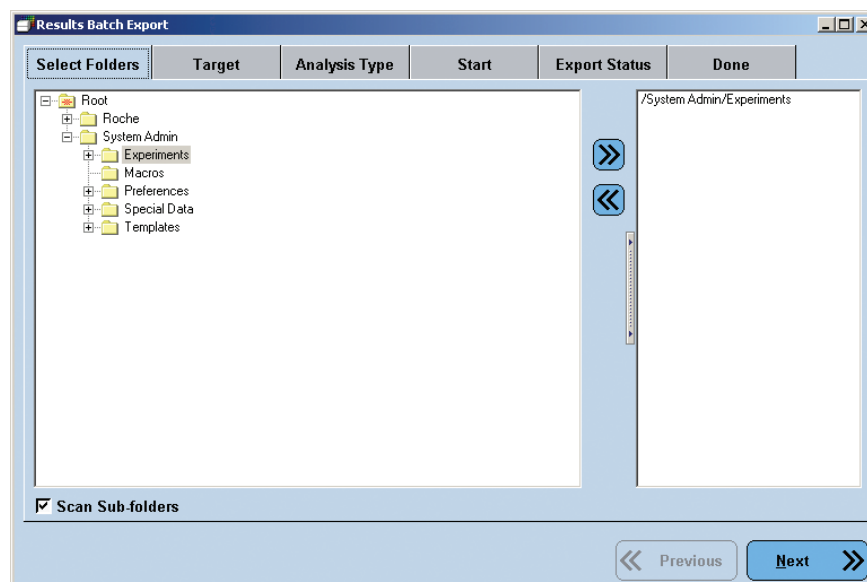 Results Batch Export
Select Folders Target Analysis Type Start Export Status Done
Root
Roche
System Admin
Experiments
Macros
Preferences
Special Data
Templates
/System Admin/Experiments
Scan Sub-folders
Previous Next